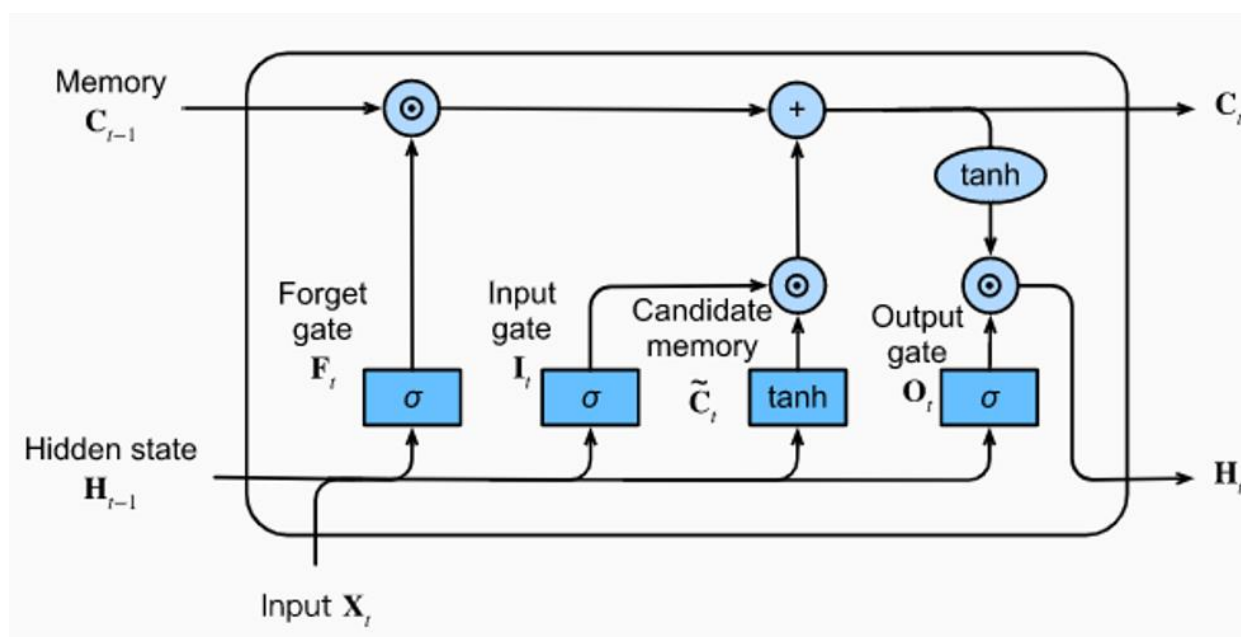 Memory
C_{t-1}
⊙
+
C_t
tanh
Forget
gate
F_t
Input
gate
I_t
⊙
Candidate
memory
C̃_t
⊙
Output
gate
O_t
σ
σ
tanh
σ
Hidden state
H_{t-1}
H_t
Input X_t